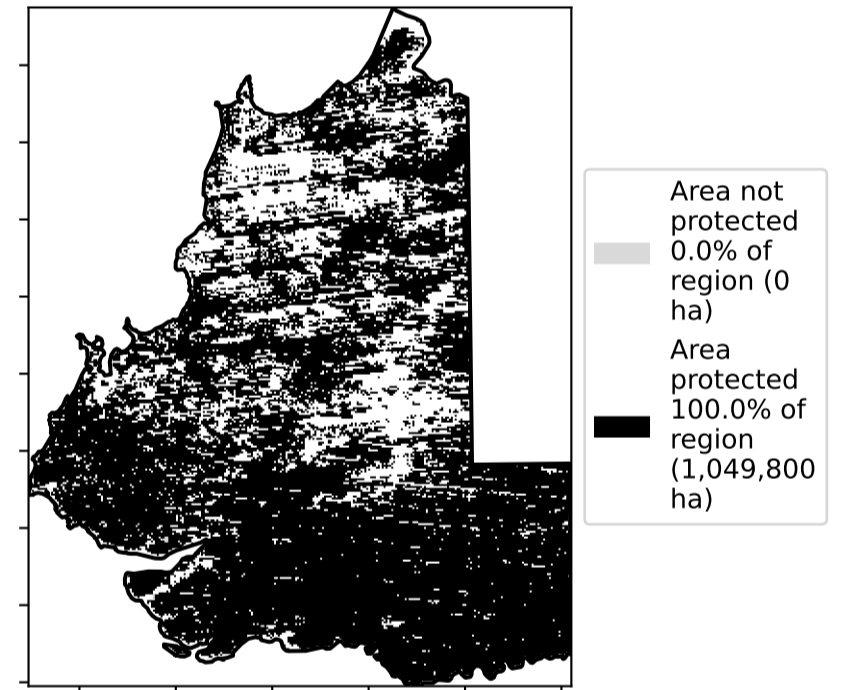 Area not
protected
0.0% of
region (0
ha)
Area
protected
100.0% of
region
(1,049,800
ha)